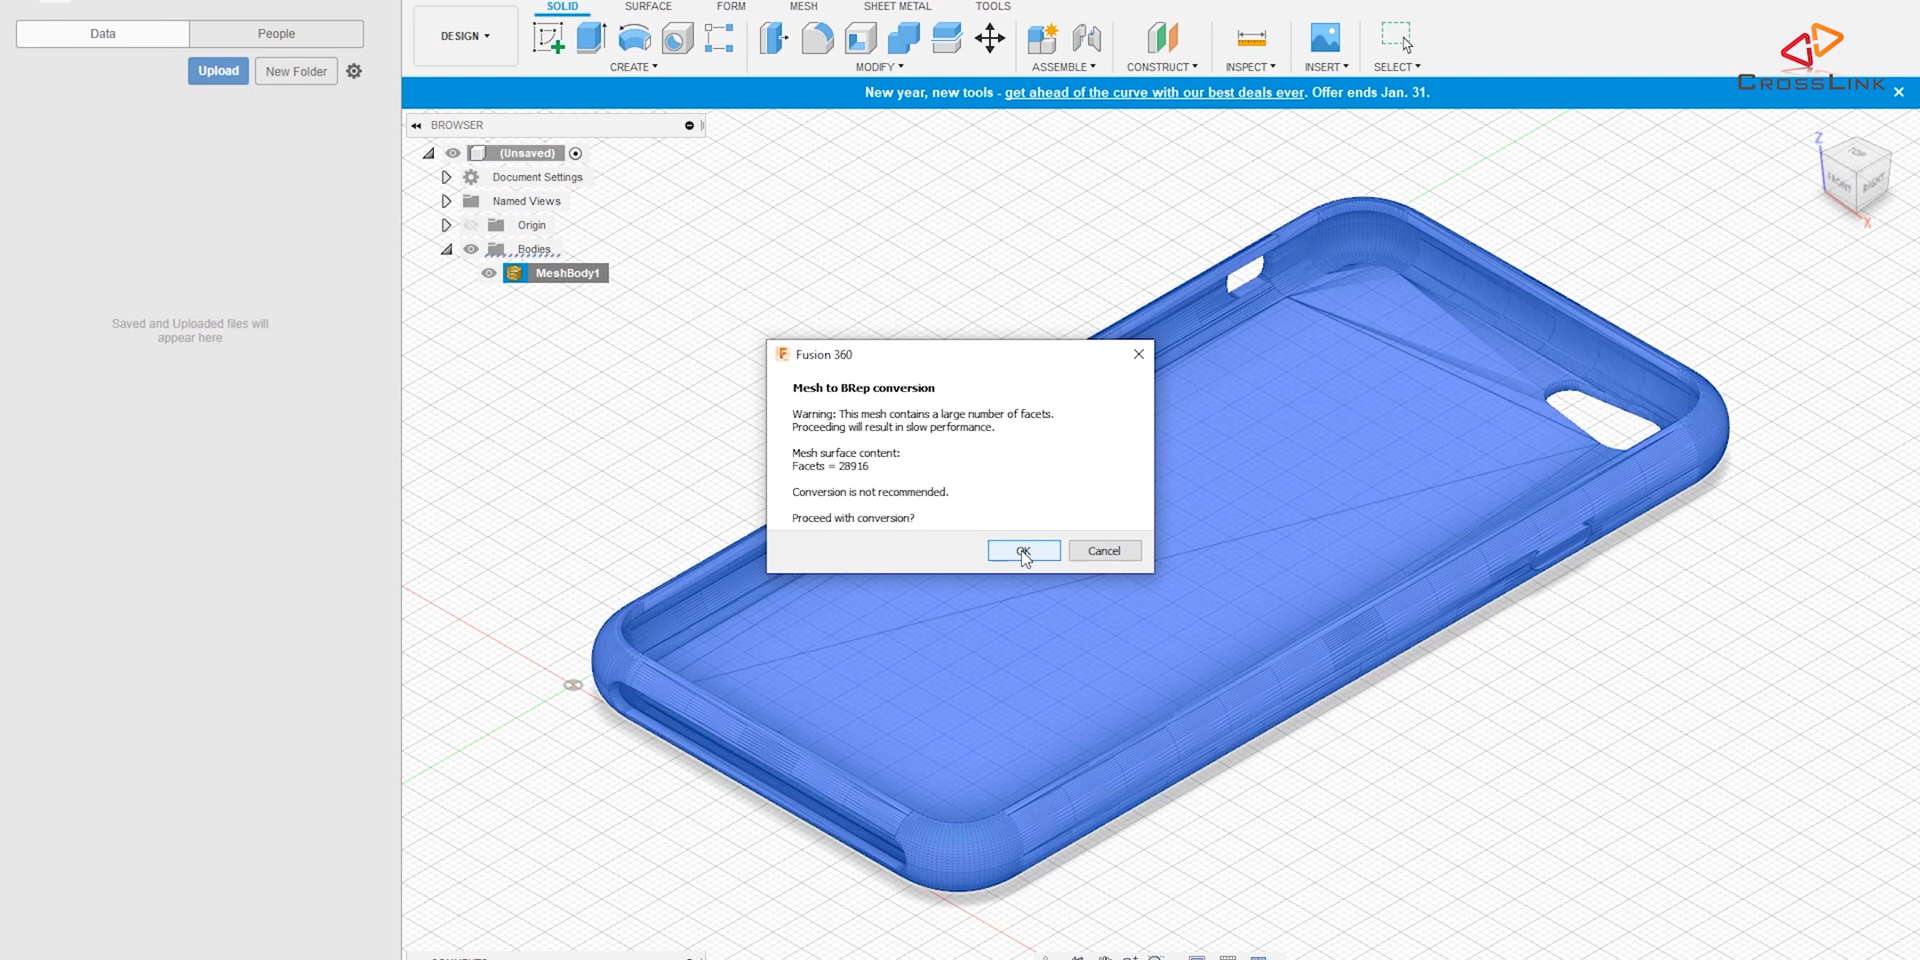 SOLID
SURFACE
FORM
MESH
SHEET METAL
TOOLS
Data
People
DESIGN
Upload
New Folder
CREATE
MODIFY
ASSEMBLE
CONSTRUCT
INSPECT
INSERT
SELECT
CROSSLINK
New year, new tools - get ahead of the curve with our best deals ever. Offer ends Jan. 31.
BROWSER
(Unsaved)
Document Settings
Named Views
Origin
Bodies
MeshBody1
Z
TOP
FRONT
RIGHT
X
Saved and Uploaded files will
appear here
Fusion 360
Mesh to BRep conversion
Warning: This mesh contains a large number of facets.
Proceeding will result in slow performance.
Mesh surface content:
Facets = 28916
Conversion is not recommended.
Proceed with conversion?
OK
Cancel